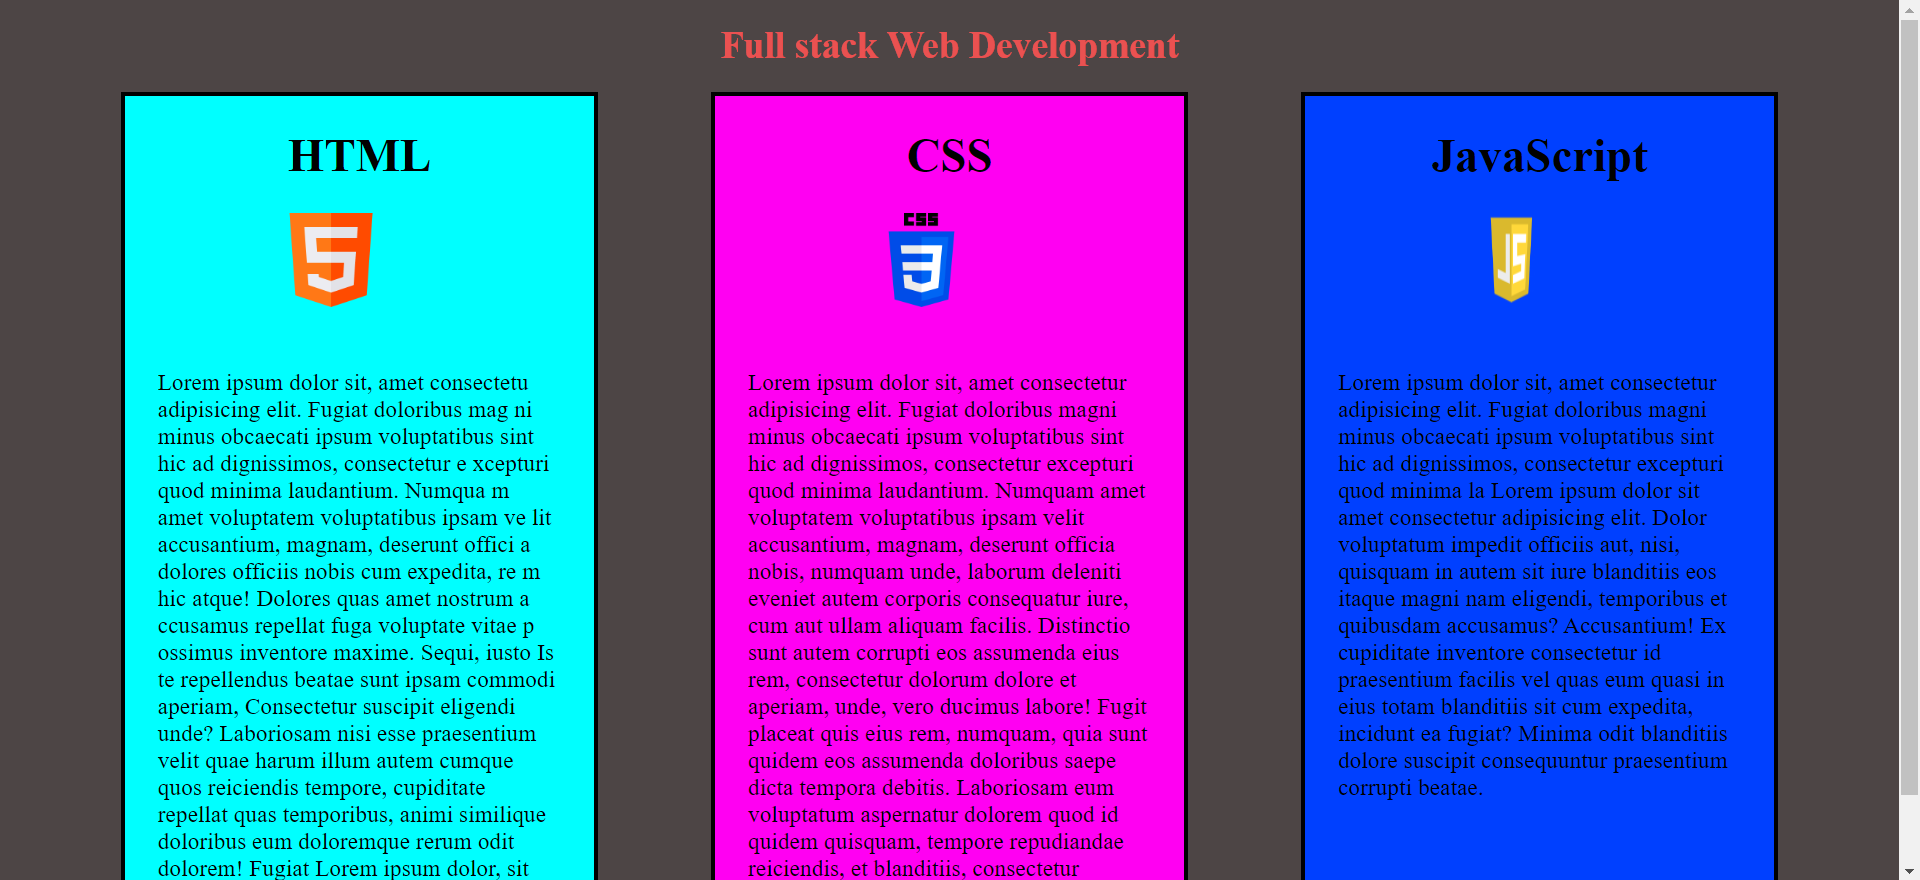 Full stack Web Development
HTML
5
Lorem ipsum dolor sit, amet consectetu
adipisicing elit. Fugiat doloribus mag ni
minus obcaecati ipsum voluptatibus sint
hic ad dignissimos, consectetur e xcepturi
quod minima laudantium. Numqua m
amet voluptatem voluptatibus ipsam ve lit
accusantium, magnam, deserunt offici a
dolores officiis nobis cum expedita, re m
hic atque! Dolores quas amet nostrum a
ccusamus repellat fuga voluptate vitae p
ossimus inventore maxime. Sequi, iusto Is
te repellendus beatae sunt ipsam commodi
aperiam, Consectetur suscipit eligendi
unde? Laboriosam nisi esse praesentium
velit quae harum illum autem cumque
quos reiciendis tempore, cupiditate
repellat quas temporibus, animi similique
doloribus eum doloremque rerum odit
dolorem! Fugiat Lorem ipsum dolor, sit
CSS
CSS
3
Lorem ipsum dolor sit, amet consectetur
adipisicing elit. Fugiat doloribus magni
minus obcaecati ipsum voluptatibus sint
hic ad dignissimos, consectetur excepturi
quod minima laudantium. Numquam amet
voluptatem voluptatibus ipsam velit
accusantium, magnam, deserunt officia
nobis, numquam unde, laborum deleniti
eveniet autem corporis consequatur iure,
cum aut ullam aliquam facilis. Distinctio
sunt autem corrupti eos assumenda eius
rem, consectetur dolorum dolore et
aperiam, unde, vero ducimus labore! Fugit
placeat quis eius rem, numquam, quia sunt
quidem eos assumenda doloribus saepe
dicta tempora debitis. Laboriosam eum
voluptatum aspernatur dolorem quod id
quidem quisquam, tempore repudiandae
reiciendis, et blanditiis, consectetur
JavaScript
JS
Lorem ipsum dolor sit, amet consectetur
adipisicing elit. Fugiat doloribus magni
minus obcaecati ipsum voluptatibus sint
hic ad dignissimos, consectetur excepturi
quod minima la Lorem ipsum dolor sit
amet consectetur adipisicing elit. Dolor
voluptatum impedit officiis aut, nisi,
quisquam in autem sit iure blanditiis eos
itaque magni nam eligendi, temporibus et
quibusdam accusamus? Accusantium! Ex
cupiditate inventore consectetur id
praesentium facilis vel quas eum quasi in
eius totam blanditiis sit cum expedita,
incidunt ea fugiat? Minima odit blanditiis
dolore suscipit consequuntur praesentium
corrupti beatae.